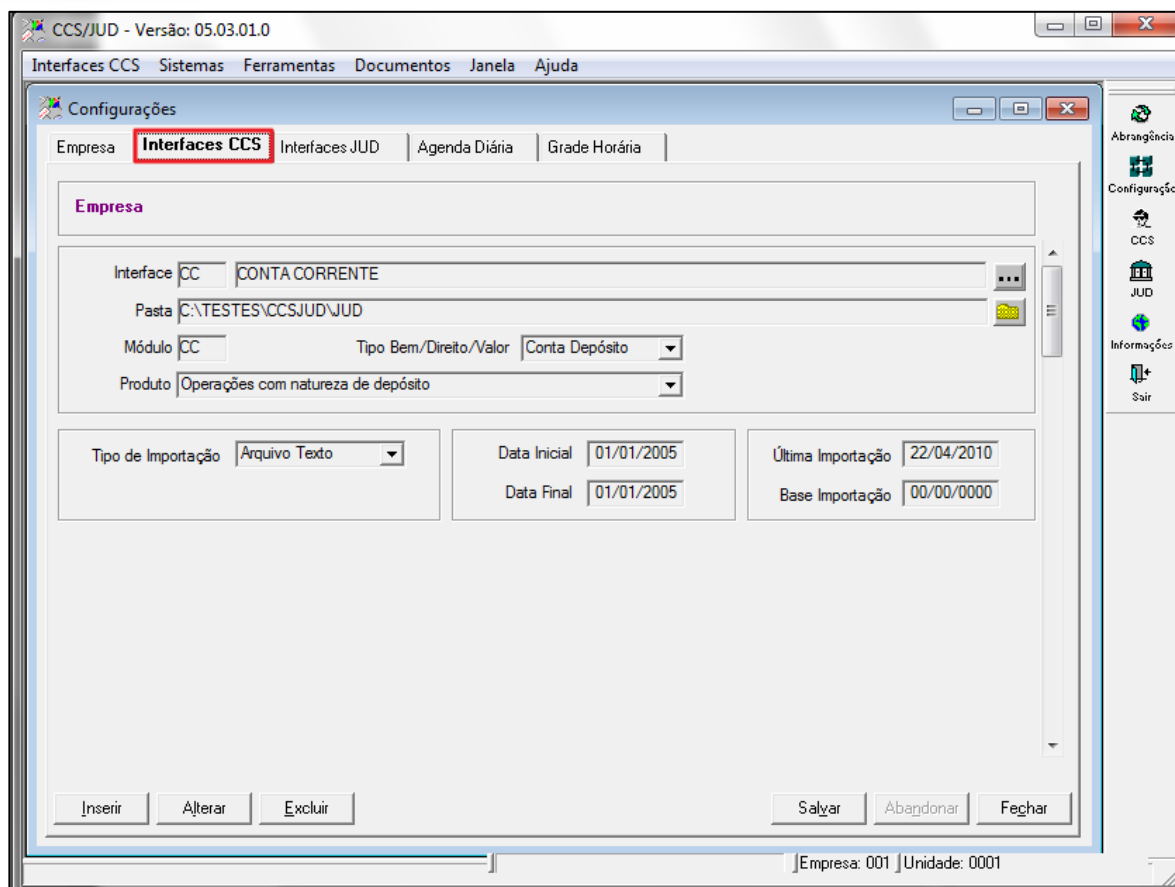 CCS/JUD - Versão: 05.03.01.0
Interfaces CCS Sistemas Ferramentas Documentos Janela Ajuda
Configurações
Empresa Interfaces CCS Interfaces JUD Agenda Diária Grade Horária
Empresa
Interface CC CONTA CORRENTE ...
Pasta C:\TESTES\CCSJUD\JUD
Módulo CC Tipo Bem/Direito/Valor Conta Depósito
Produto Operações com natureza de depósito
Tipo de Importação Arquivo Texto Data Inicial 01/01/2005 Última Importação 22/04/2010
Data Final 01/01/2005 Base Importação 00/00/0000
Inserir Alterar Excluir Salvar Abandonar Fechar
Abrangência
Configuração
CCS
JUD
Informações
Sair
Empresa: 001 Unidade: 0001